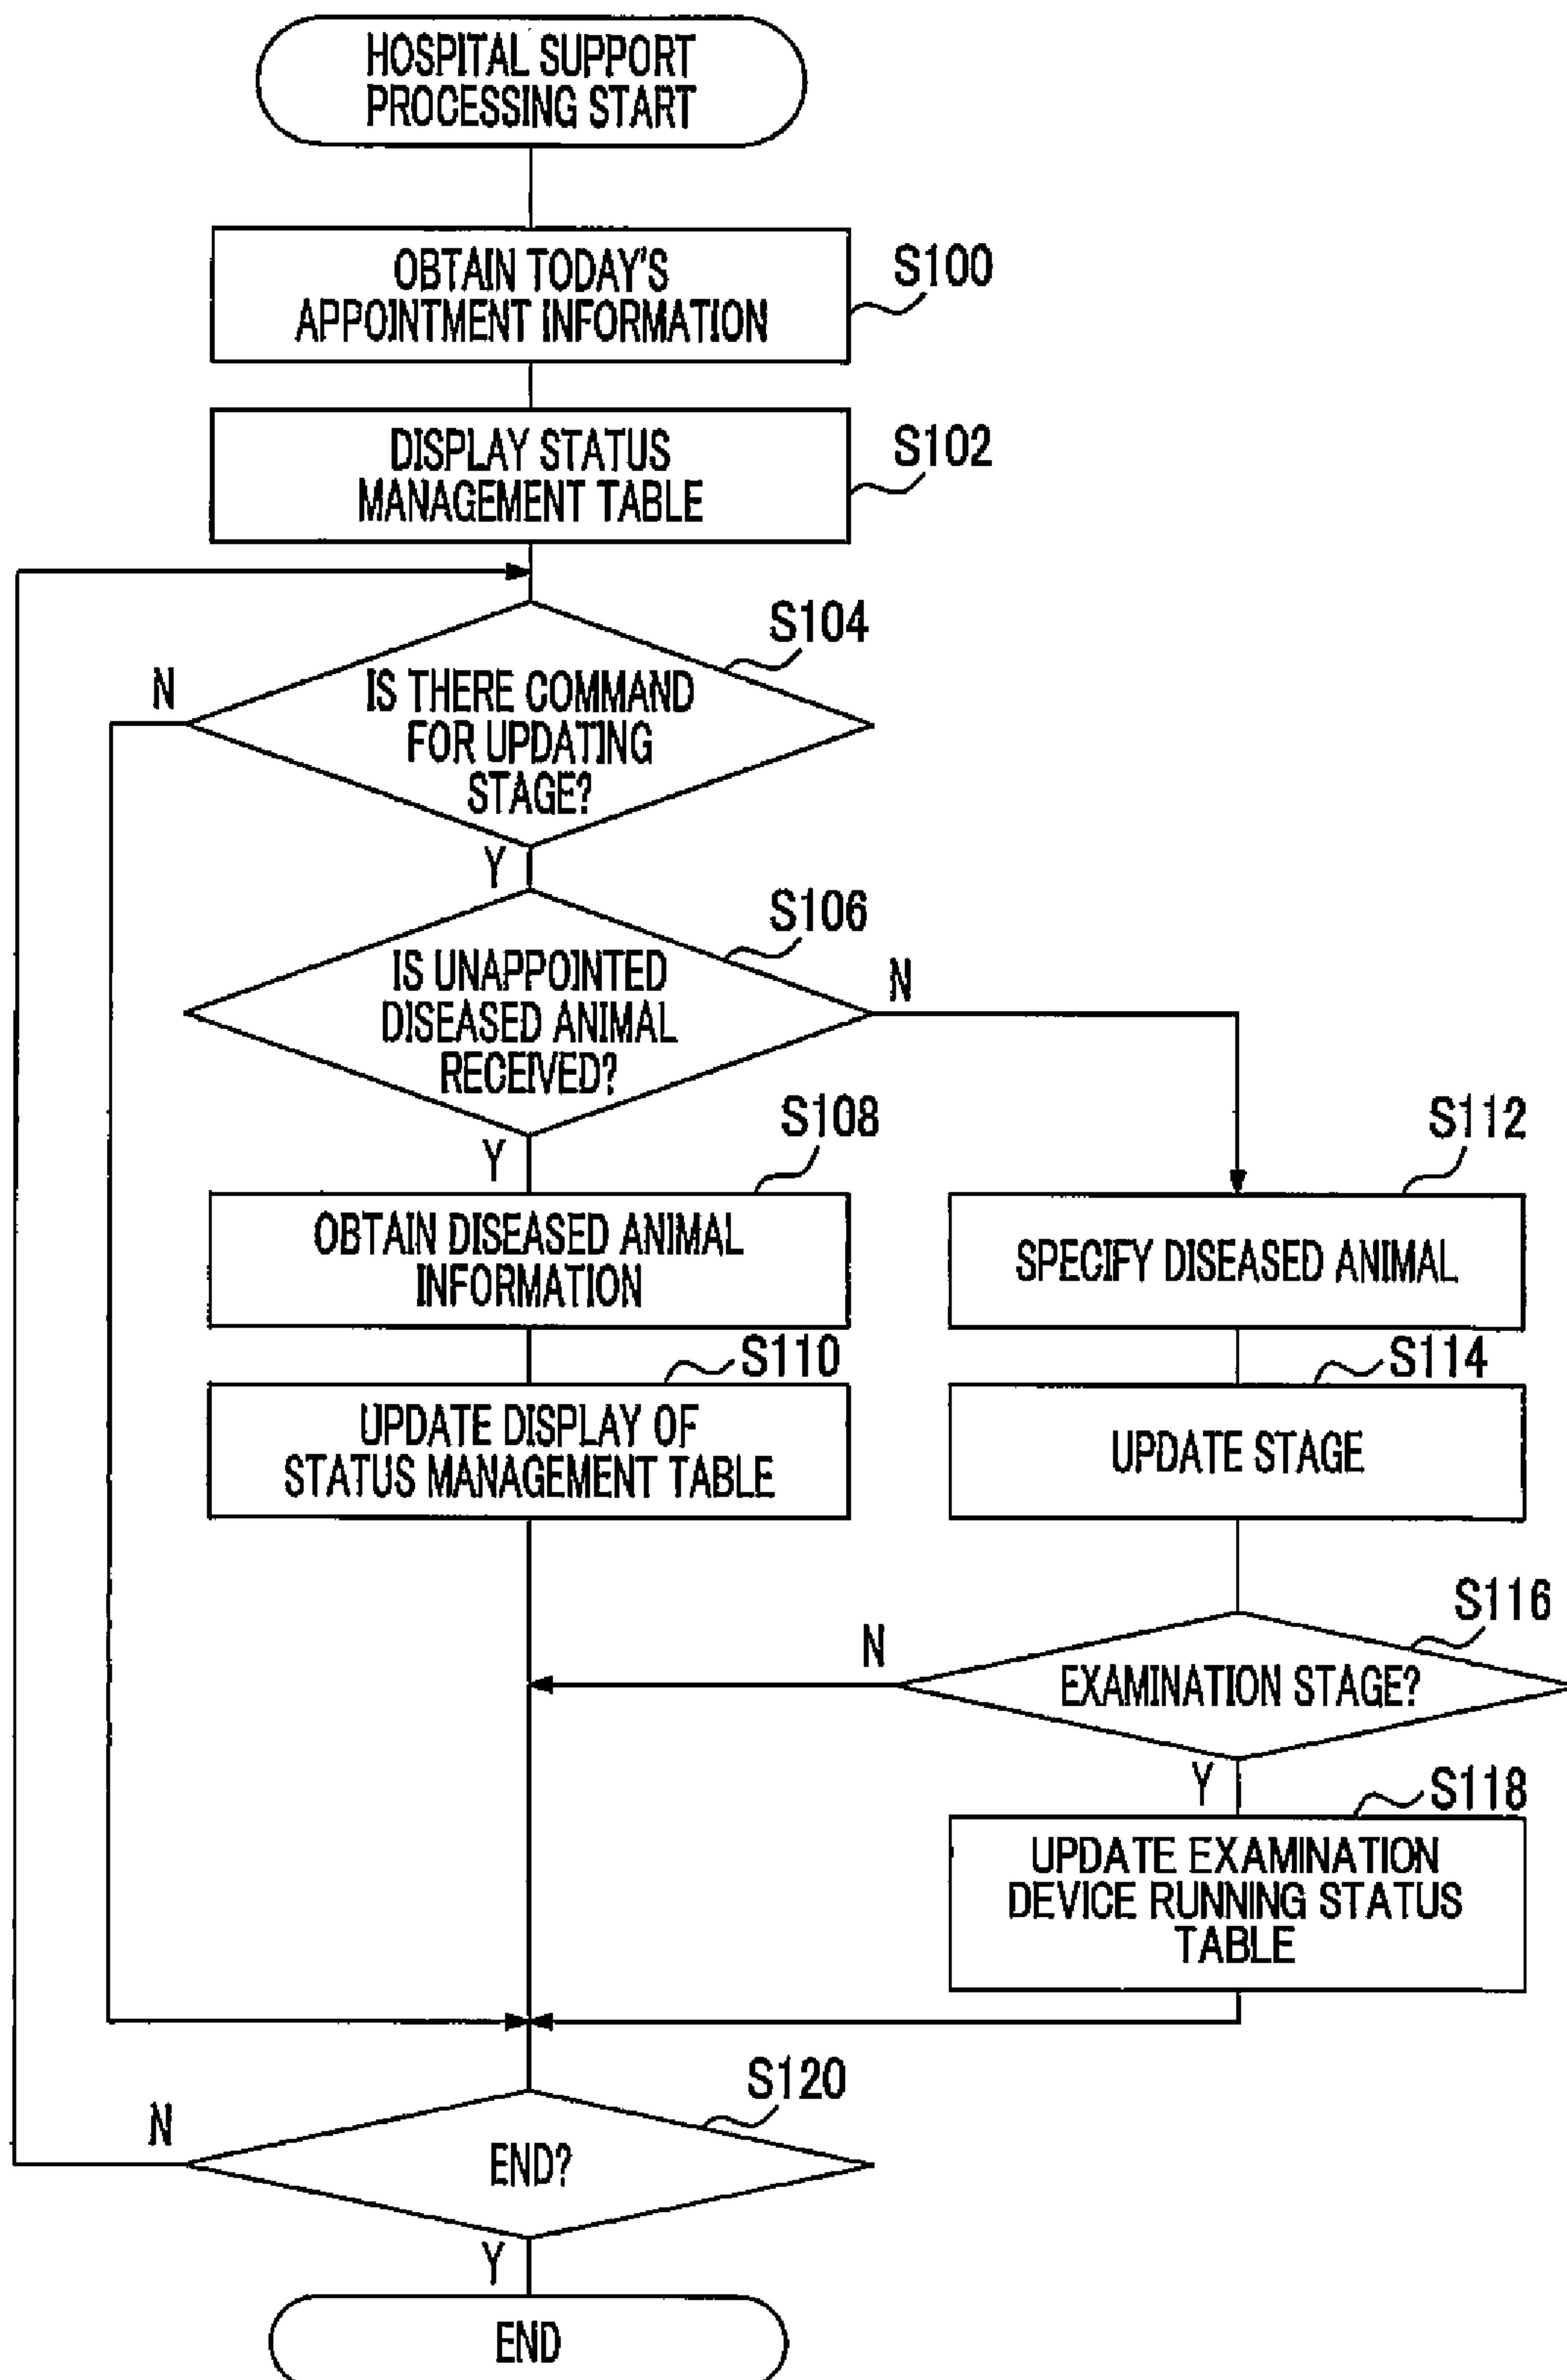 HOSPITAL SUPPORT
PROCESSING START
OBTAIN TODAY'S
APPOINTMENT INFORMATION
S100
DISPLAY STATUS
MANAGEMENT TABLE
S102
S104
N
IS THERE COMMAND
FOR UPDATING
STAGE?
Y
S106
IS UNAPPOINTED
DISEASED ANIMAL
RECEIVED?
N
Y
S108
OBTAIN DISEASED ANIMAL
INFORMATION
S112
SPECIFY DISEASED ANIMAL
S110
UPDATE DISPLAY OF
STATUS MANAGEMENT TABLE
S114
UPDATE STAGE
S116
N
EXAMINATION STAGE?
Y
S118
UPDATE EXAMINATION
DEVICE RUNNING STATUS
TABLE
S120
N
END?
Y
END